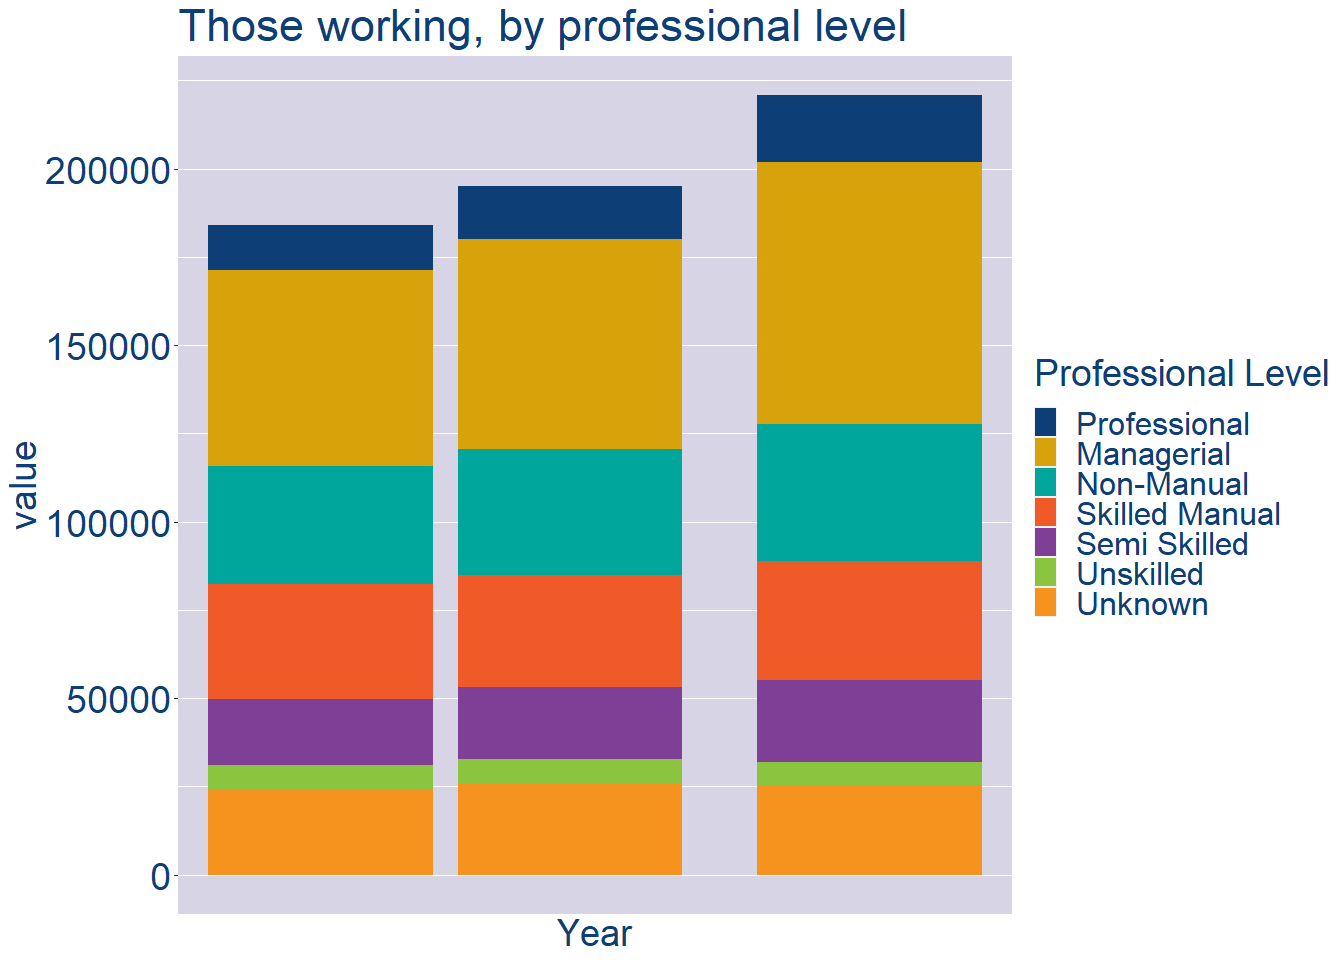 Those working, by professional level
200000
150000
100000
50000
0
value
Year
Professional Level
Professional
Managerial
Non-Manual
Skilled Manual
Semi Skilled
Unskilled
Unknown